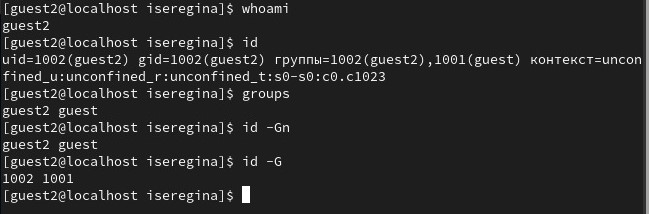 [guest2@localhost iseregina]$ whoami
guest2
[guest2@localhost iseregina]$ id
uid=1002(guest2) gid=1002(guest2) группы=1002(guest2),1001(guest) контекст=uncon
fined_u:unconfined_r:unconfined_t:s0-s0:c0.c1023
[guest2@localhost iseregina]$ groups
guest2 guest
[guest2@localhost iseregina]$ id -Gn
guest2 guest
[guest2@localhost iseregina]$ id -G
1002 1001
[guest2@localhost iseregina]$